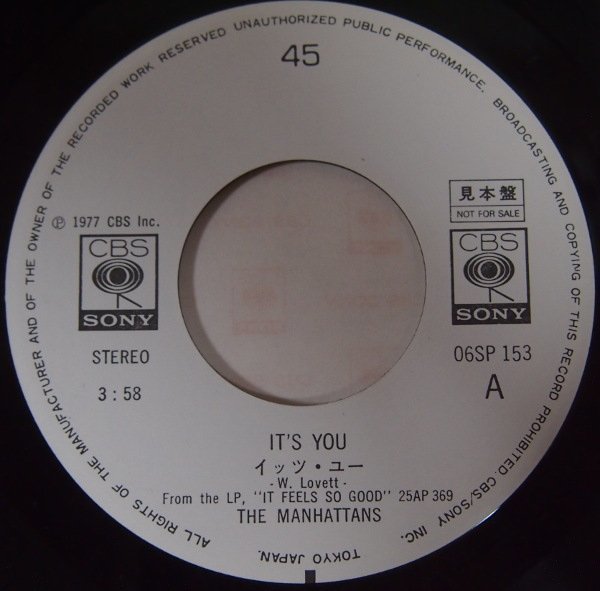 ALL RIGHTS OF THE MANUFACTURER AND OF THE OWNER OF THE RECORDED WORK RESERVED UNAUTHORIZED PUBLIC PERFORMANCE. BROADCASTING AND COPYING OF THIS RECORD PROHIBITED CBS/SONY INC.
TOKYO JAPAN.
45
℗ 1977 CBS Inc.
CBS
SONY
STEREO
3 : 58
見本盤
NOT FOR SALE
CBS
SONY
06SP 153
A
IT'S YOU
イッツ・ユー
- W. Lovett -
From the LP, "IT FEELS SO GOOD" 25AP 369
THE MANHATTANS